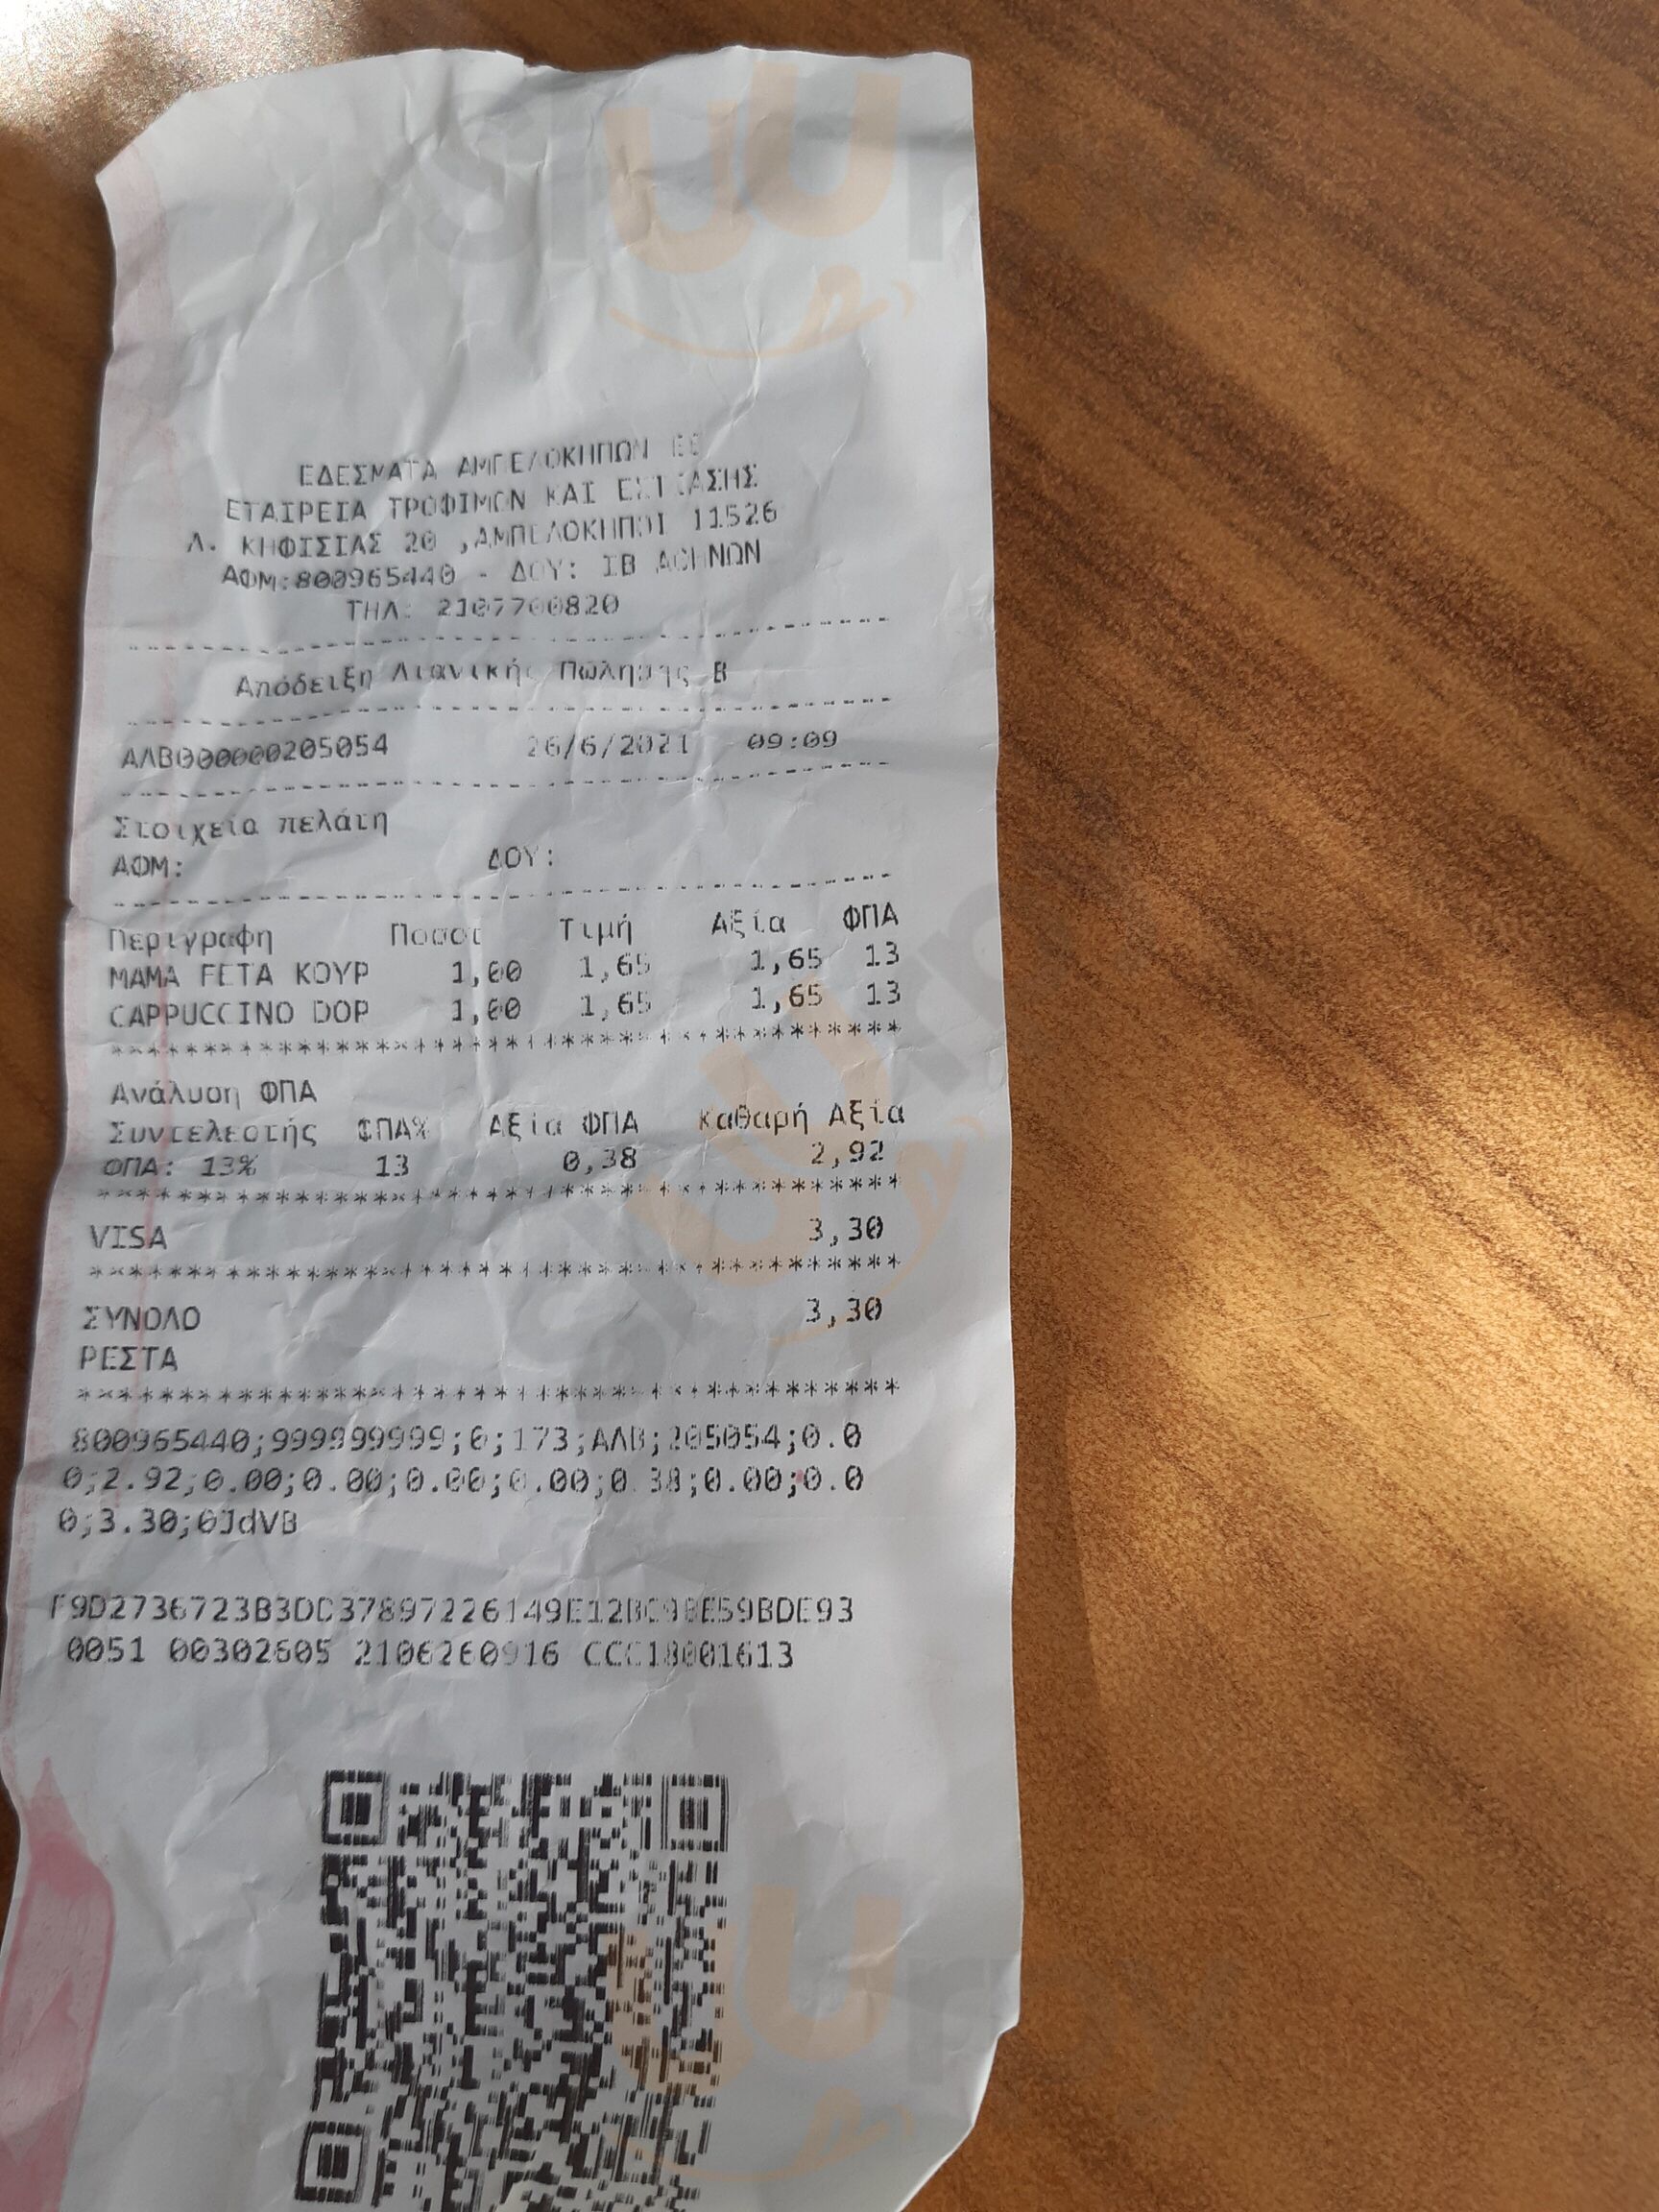 ΕΔΕΣΜΑΤΑ ΑΜΠΕΛΟΚΗΠΩΝ ΕΕ
ΕΤΑΙΡΕΙΑ ΤΡΟΦΙΜΩΝ ΚΑΙ ΕΣΤΙΑΣΗΣ
Λ. ΚΗΦΙΣΙΑΣ 20 ,ΑΜΠΕΛΟΚΗΠΟΙ 11526
ΑΦΜ:800965440 - ΔΟΥ: ΙΒ ΑΘΗΝΩΝ
ΤΗΛ: 2107700820
Απόδειξη Λιανικής Πώλησης Β
ΑΛΒ00000205054 26/6/2021 09:09
Στοιχεία πελάτη
ΑΦΜ: ΔΟΥ:
Περιγραφη Ποσοτ Τιμή Αξία ΦΠΑ
ΜΑΜΑ FETA ΚΟΥΡ 1,00 1,65 1,65 13
CAPPUCCINO DOP 1,00 1,65 1,65 13
Ανάλυση ΦΠΑ
Συντελεστής ΦΠΑ% Αξία ΦΠΑ Καθαρή Αξία
ΦΠΑ: 13% 13 0,38 2,92
VISA 3,30
ΣΥΝΟΛΟ 3,30
ΡΕΣΤΑ
800965440;999999999;0;173;ΑΛΒ;205054;0.0
0;2.92;0.00;0.00;0.00;0.00;0.38;0.00;0.0
0;3.30;0JdVB
0051 00302605 2106260916 CCC18001613